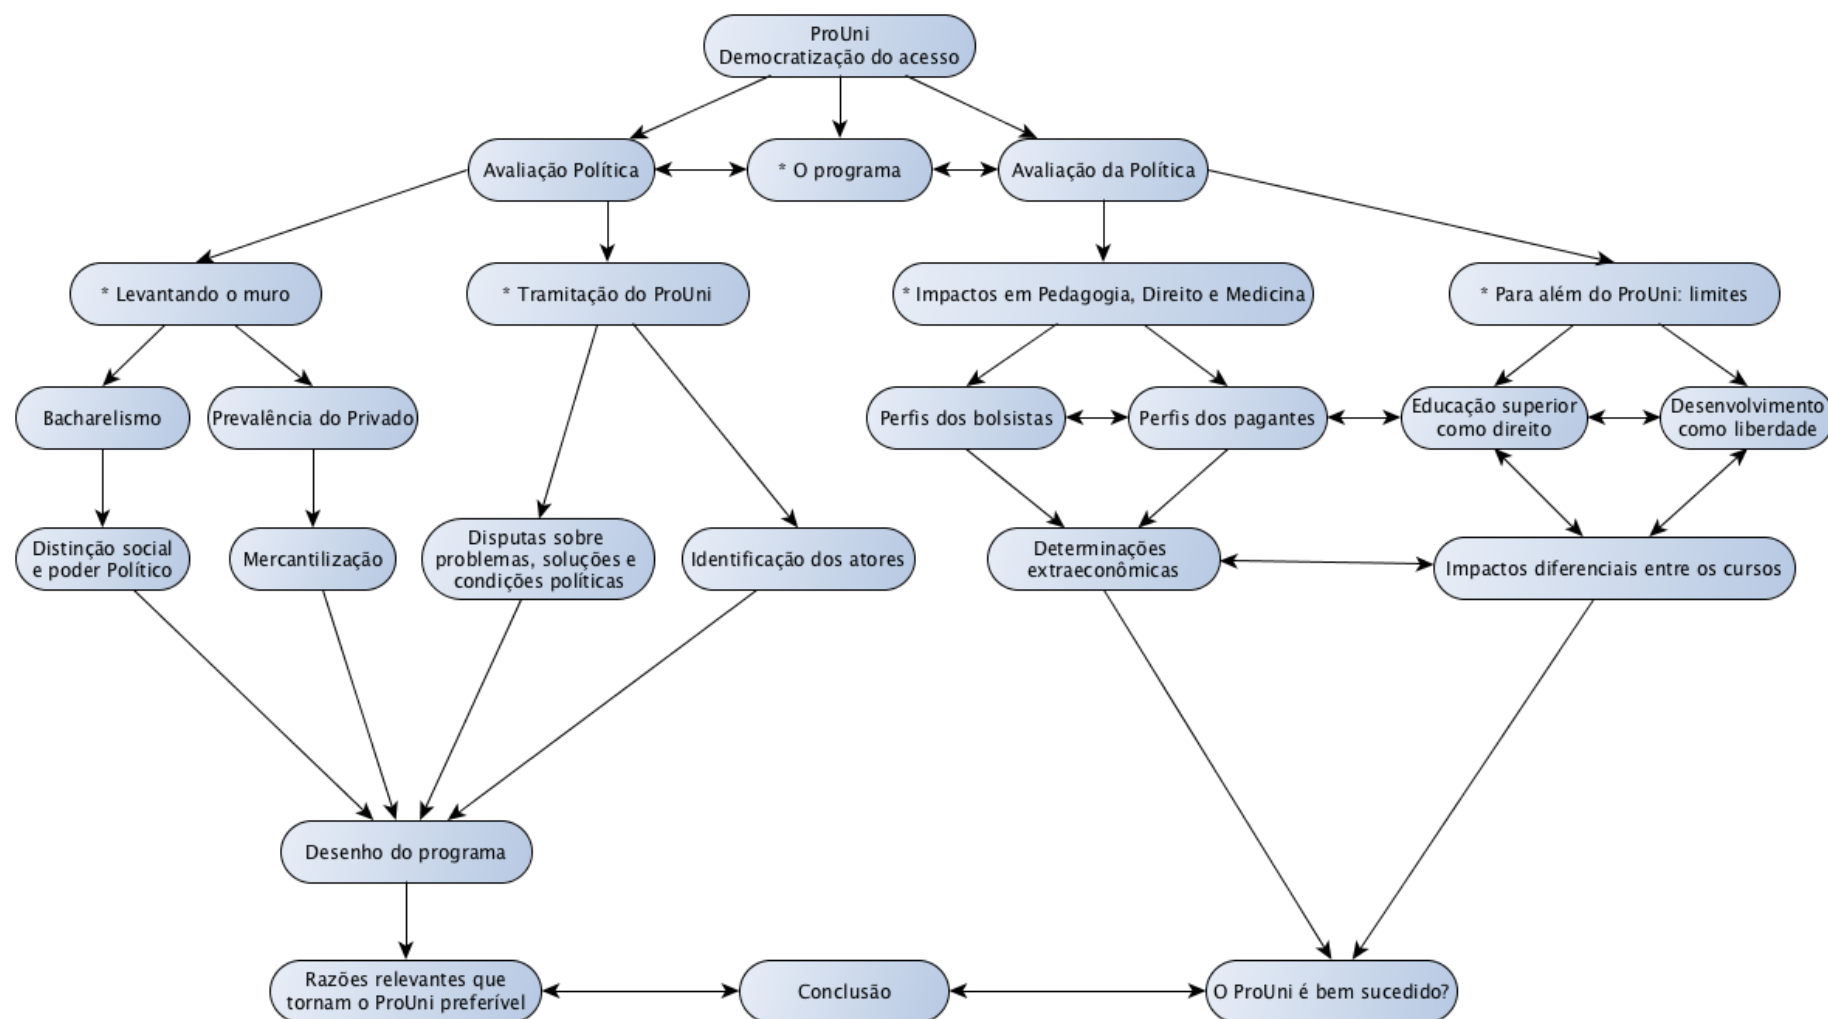 ProUni
Democratização do acesso
Avaliação Política
* O programa
Avaliação da Política
* Levantando o muro
* Tramitação do ProUni
* Impactos em Pedagogia, Direito e Medicina
* Para além do ProUni: limites
Bacharelismo
Prevalência do Privado
Perfis dos bolsistas
Perfis dos pagantes
Educação superior
como direito
Desenvolvimento
como liberdade
Distinção social
e poder Político
Mercantilização
Disputas sobre
problemas, soluções e
condições políticas
Identificação dos atores
Determinações
extraeconômicas
Impactos diferenciais entre os cursos
Desenho do programa
Razões relevantes que
tornam o ProUni preferível
Conclusão
O ProUni é bem sucedido?